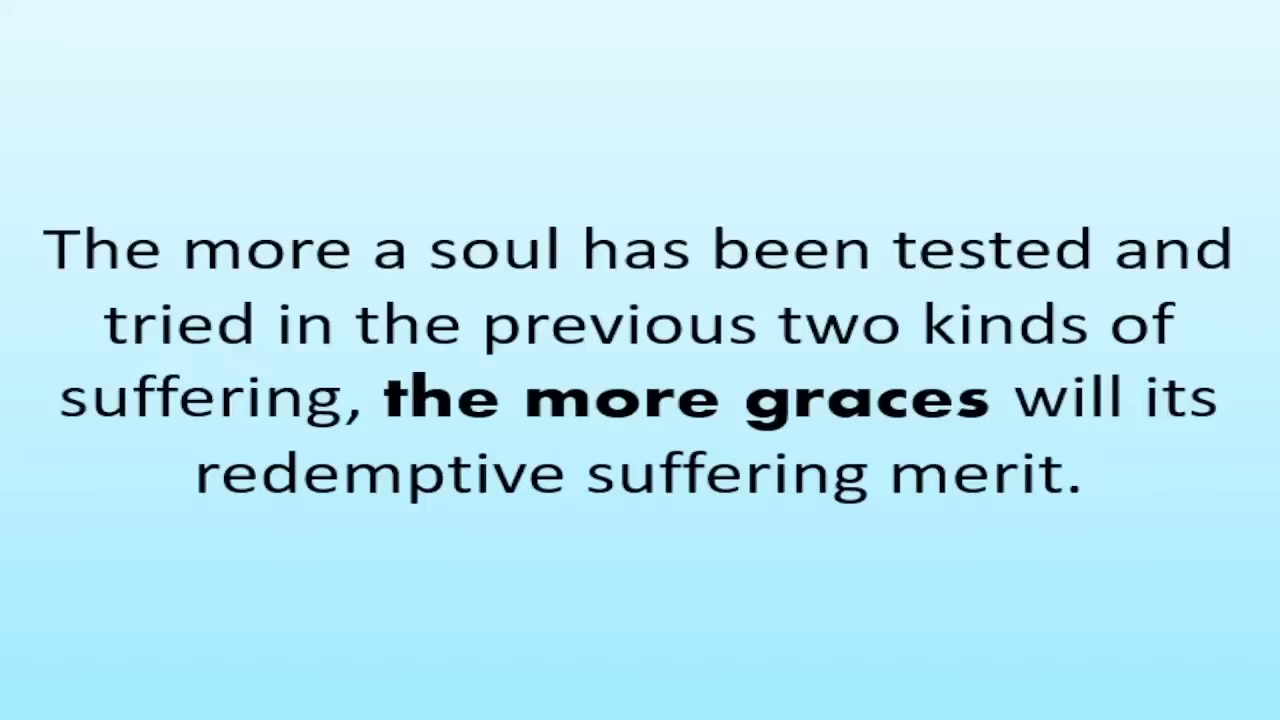 The more a soul has been tested and
tried in the previous two kinds of
suffering, the more graces will its
redemptive suffering merit.